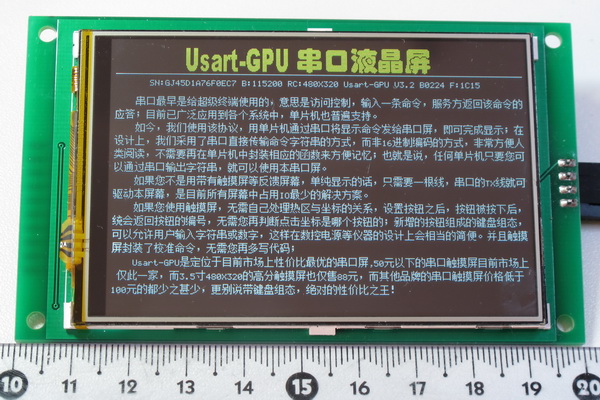 Usart-GPU 串口液晶屏
SN:GJ45D1A76F0EC7 B:115200 RC:480X320 Usart-GPU V3.2 B0224 F:1C15
串口最早是给超级终端使用的，意思是访问控制，输入一条命令，服务方返回该命令的
应答；目前已广泛应用到各个系统中，单片机也普遍支持。
如今，我们使用该协议，用单片机通过串口将显示命令发给串口屏，即可完成显示；在
设计上，我们采用了串口直接传输命令字符串的方式，而非16进制编码的方式，非常方便人
类阅读，不需要再在单片机中封装相应的函数来方便记忆；也就是说，任何单片机只要您可
以通过串口输出字符串，就可以使用本串口屏。
如果您不是用带有触摸屏等反馈屏幕，单纯显示的话，只需要一根线，串口的TX线就可
驱动本屏幕，是目前所有屏幕中占用IO最少的解决方案。
如果您使用触摸屏，无需自己处理热区与坐标的关系，设置按钮之后，按钮被按下后，系
统会返回按钮的编号，无需您再判断点击坐标是哪个按钮的；新增的按钮组成的键盘组态，
可以允许用户输入字符串或数字，这样在数控电源等仪器的设计上会相当的简便。并且触摸
屏封装了校准命令，无需再多写代码；
Usart-GPU是定位于目前市场上性价比最优的串口屏，50元以下的串口触摸屏目前市场上
仅此一家，而3.5寸480X320的高分触摸屏也仅售88元，而其他品牌的串口触摸屏价格低于
100元的都少之甚少，更别说带键盘组态，绝对的性价比之王！
10 11 12 13 14 15 16 17 18 19 20